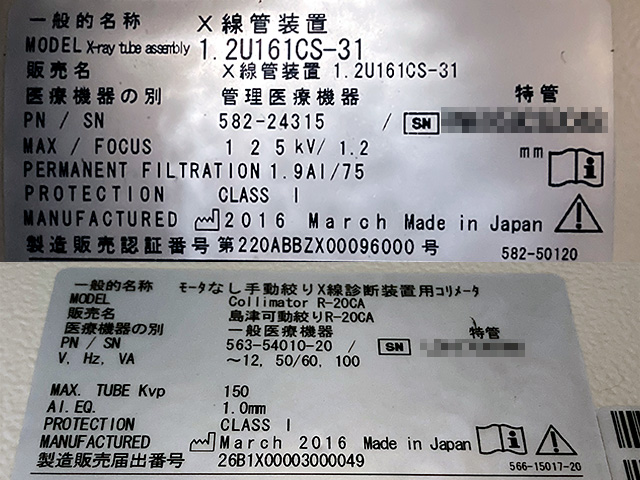 一般的名称 X線管装置
MODEL X-ray tube assembly 1.2U161CS-31
販売名 X線管装置 1.2U161CS-31
医療機器の別 管理医療機器 特管
PN / SN 582-24315 / SN
MAX / FOCUS 125kV/ 1.2 mm
PERMANENT FILTRATION 1.9Al/75
PROTECTION CLASS I
MANUFACTURED 2016 March Made in Japan
製造販売認証番号 第220ABBZX00096000号
582-50120
一般的名称 モータなし手動絞りX線診断装置用コリメータ
MODEL Collimator R-20CA
販売名 島津可動絞りR-20CA
医療機器の別 一般医療機器 特管
PN / SN 563-54010-20 / SN
V, Hz, VA ~12, 50/60, 100
MAX. TUBE Kvp 150
Al.EQ. 1.0mm
PROTECTION CLASS I
MANUFACTURED March 2016 Made in Japan
製造販売届出番号 26B1X00003000049
566-15017-20